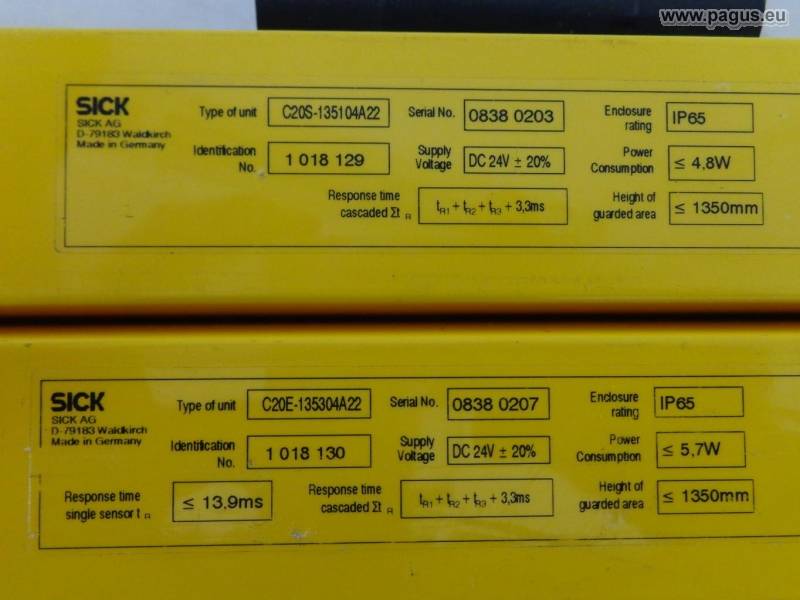 www.pagus.eu
SICK
SICK AG
D-79183 Waldkirch
Made in Germany
Type of unit C20S-135104A22 Serial No. 0838 0203 Enclosure rating IP65
Identification No. 1 018 129 Supply Voltage DC 24V ± 20% Power Consumption ≤ 4,8W
Response time cascaded Σt R tR1 + tR2 + tR3 + 3,3ms Height of guarded area ≤ 1350mm
SICK
SICK AG
D-79183 Waldkirch
Made in Germany
Type of unit C20E-135304A22 Serial No. 0838 0207 Enclosure rating IP65
Identification No. 1 018 130 Supply Voltage DC 24V ± 20% Power Consumption ≤ 5,7W
Response time single sensor t R ≤ 13,9ms Response time cascaded Σt R tR1 + tR2 + tR3 + 3,3ms Height of guarded area ≤ 1350mm